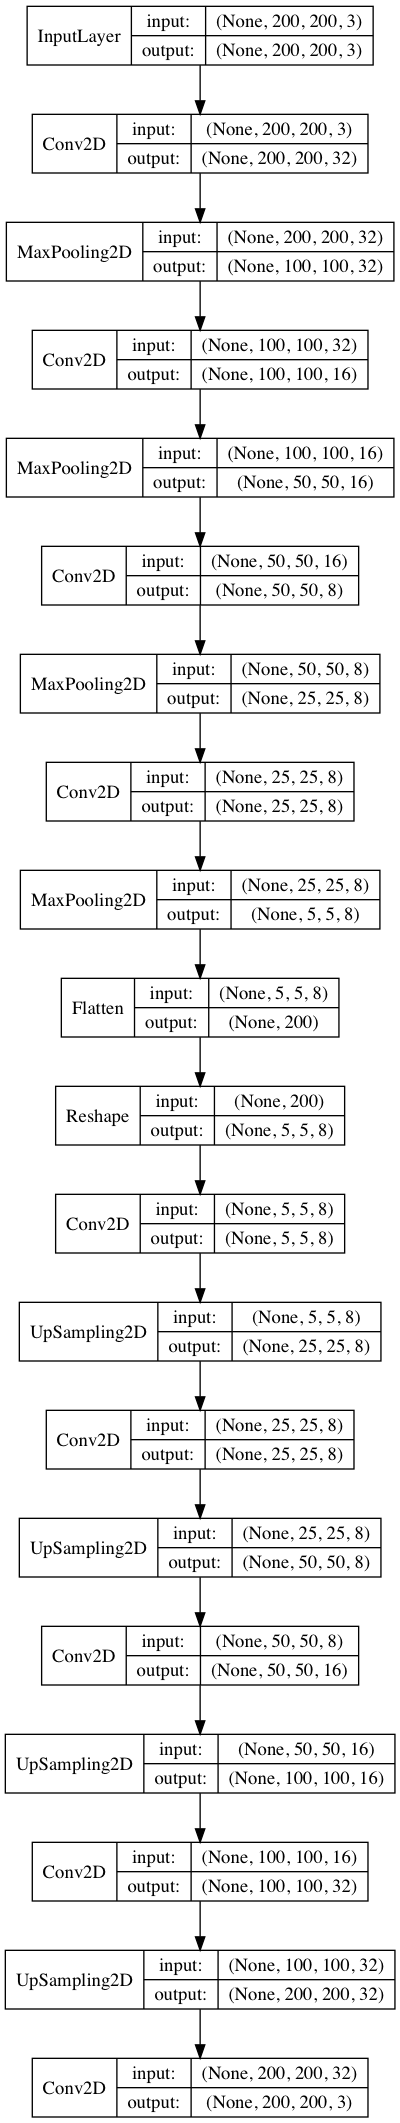 InputLayer
input: (None, 200, 200, 3)
output: (None, 200, 200, 3)
Conv2D
input: (None, 200, 200, 3)
output: (None, 200, 200, 32)
MaxPooling2D
input: (None, 200, 200, 32)
output: (None, 100, 100, 32)
Conv2D
input: (None, 100, 100, 32)
output: (None, 100, 100, 16)
MaxPooling2D
input: (None, 100, 100, 16)
output: (None, 50, 50, 16)
Conv2D
input: (None, 50, 50, 16)
output: (None, 50, 50, 8)
MaxPooling2D
input: (None, 50, 50, 8)
output: (None, 25, 25, 8)
Conv2D
input: (None, 25, 25, 8)
output: (None, 25, 25, 8)
MaxPooling2D
input: (None, 25, 25, 8)
output: (None, 5, 5, 8)
Flatten
input: (None, 5, 5, 8)
output: (None, 200)
Reshape
input: (None, 200)
output: (None, 5, 5, 8)
Conv2D
input: (None, 5, 5, 8)
output: (None, 5, 5, 8)
UpSampling2D
input: (None, 5, 5, 8)
output: (None, 25, 25, 8)
Conv2D
input: (None, 25, 25, 8)
output: (None, 25, 25, 8)
UpSampling2D
input: (None, 25, 25, 8)
output: (None, 50, 50, 8)
Conv2D
input: (None, 50, 50, 8)
output: (None, 50, 50, 16)
UpSampling2D
input: (None, 50, 50, 16)
output: (None, 100, 100, 16)
Conv2D
input: (None, 100, 100, 16)
output: (None, 100, 100, 32)
UpSampling2D
input: (None, 100, 100, 32)
output: (None, 200, 200, 32)
Conv2D
input: (None, 200, 200, 32)
output: (None, 200, 200, 3)